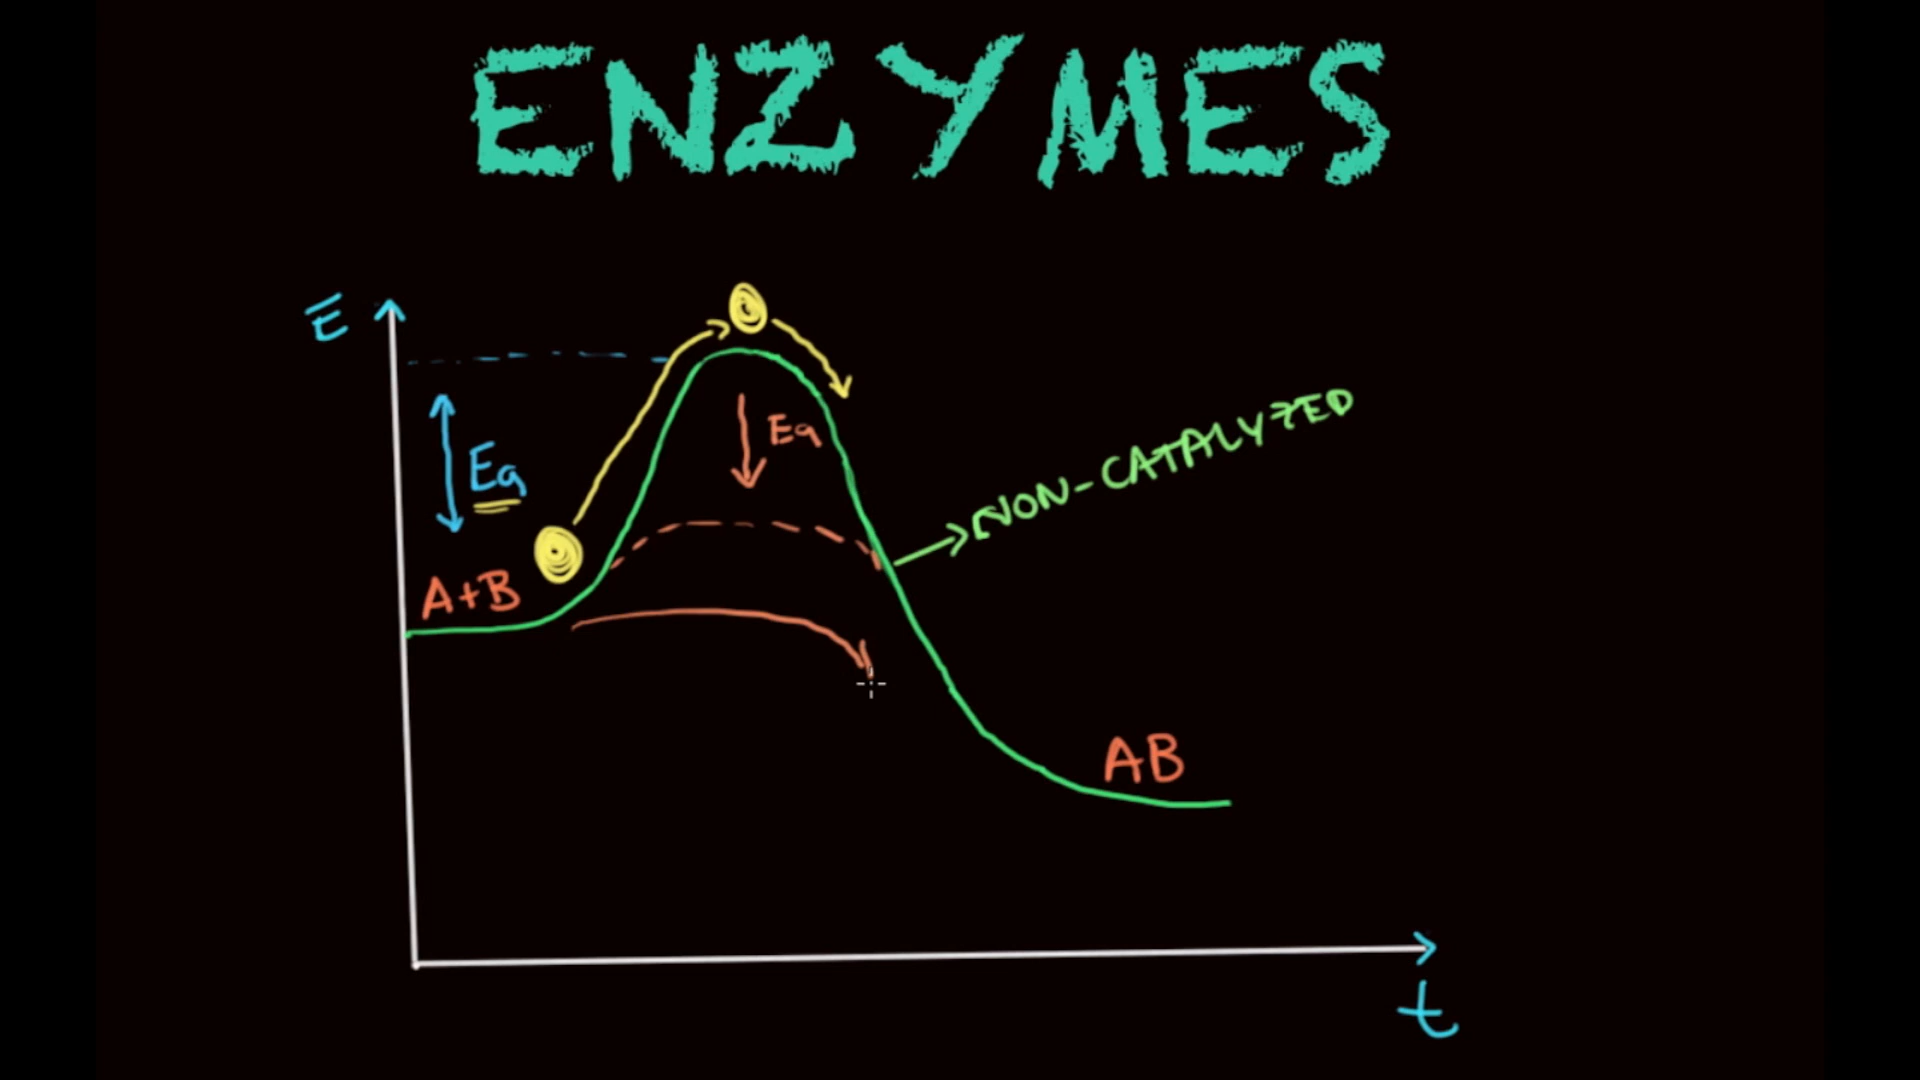 ENZYMES
E
Ea
Ea
NON-CATALYZED
A+B
AB
t